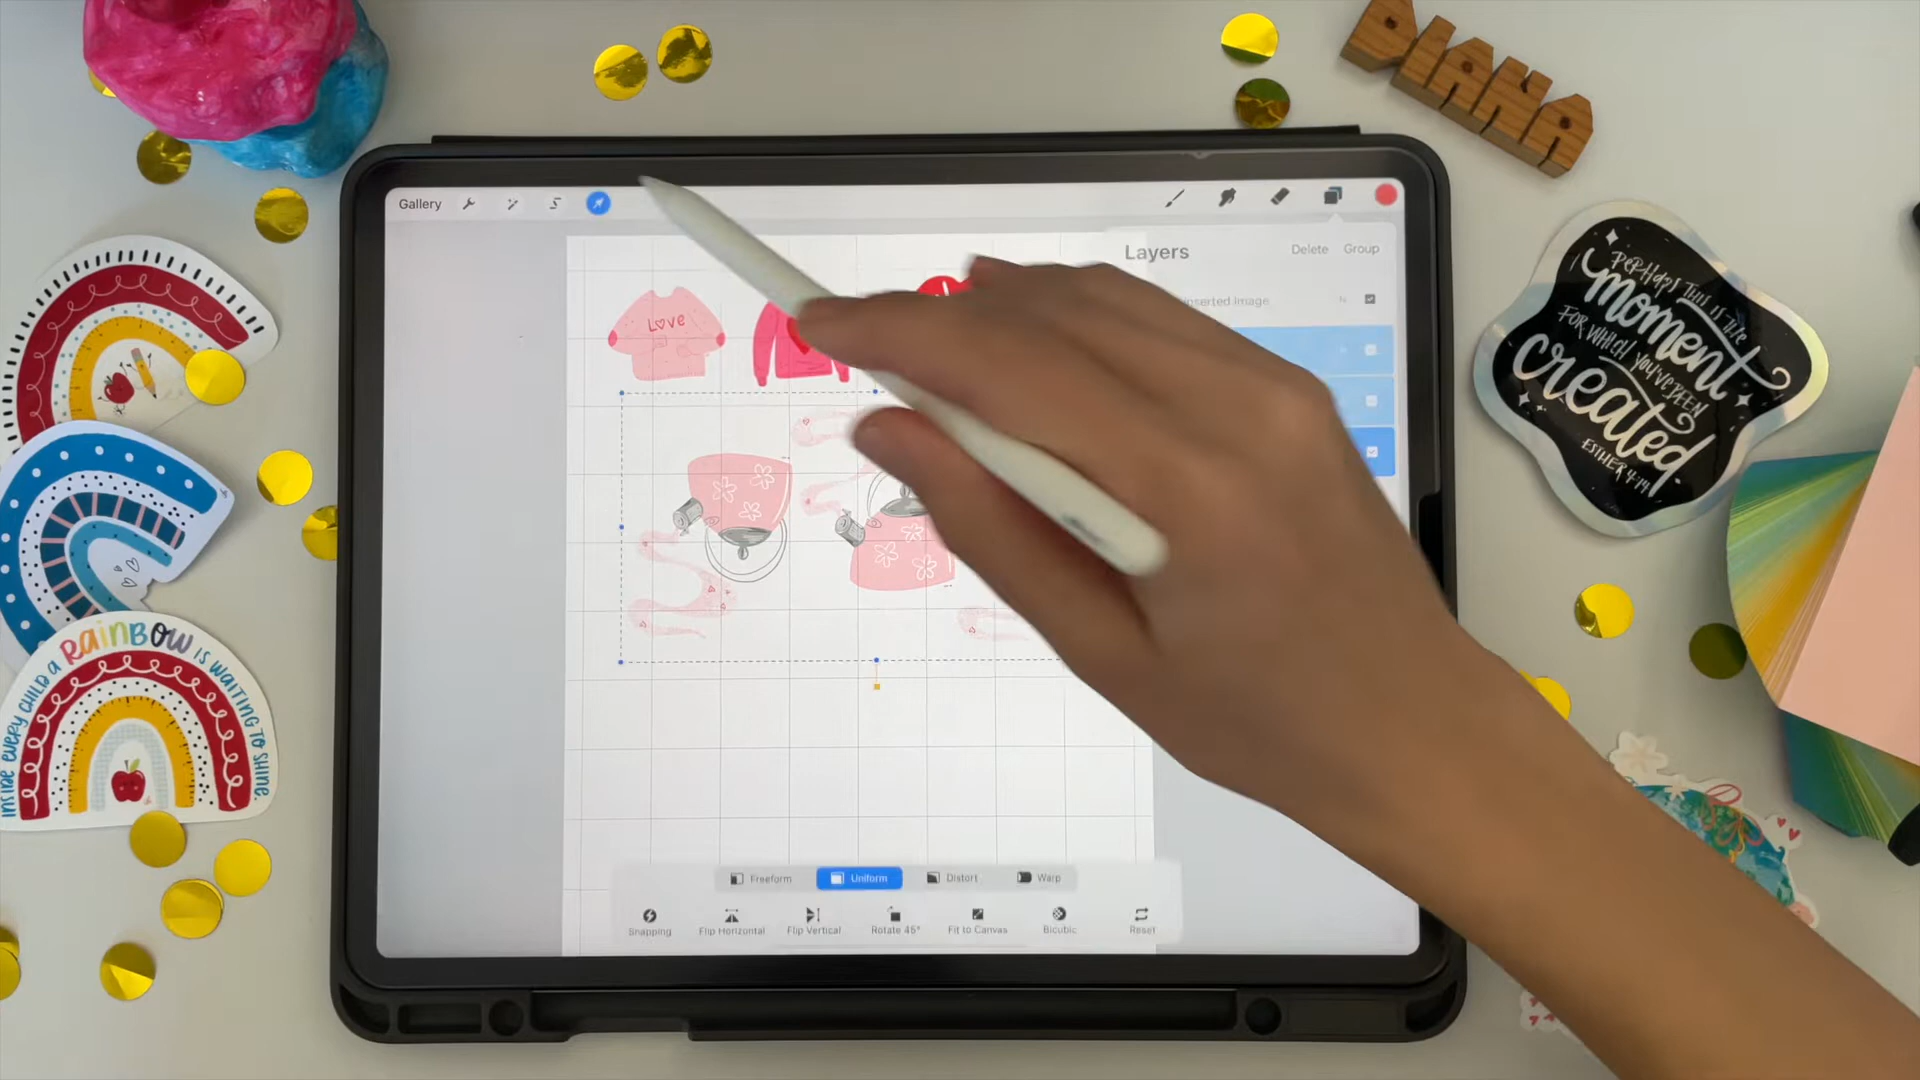 DIANA
Gallery
Layers
Delete
Group
Inserted Image
N
Love
Freeform
Uniform
Distort
Warp
Snapping
Flip Horizontal
Flip Vertical
Rotate 45°
Fit to Canvas
Bicubic
Reset
PERHAPS THIS IS THE
moment
FOR WHICH YOU'VE BEEN
created
ESTHER 4:14
INSIDE EVERY CHILD A RAINBOW IS WAITING TO SHINE.